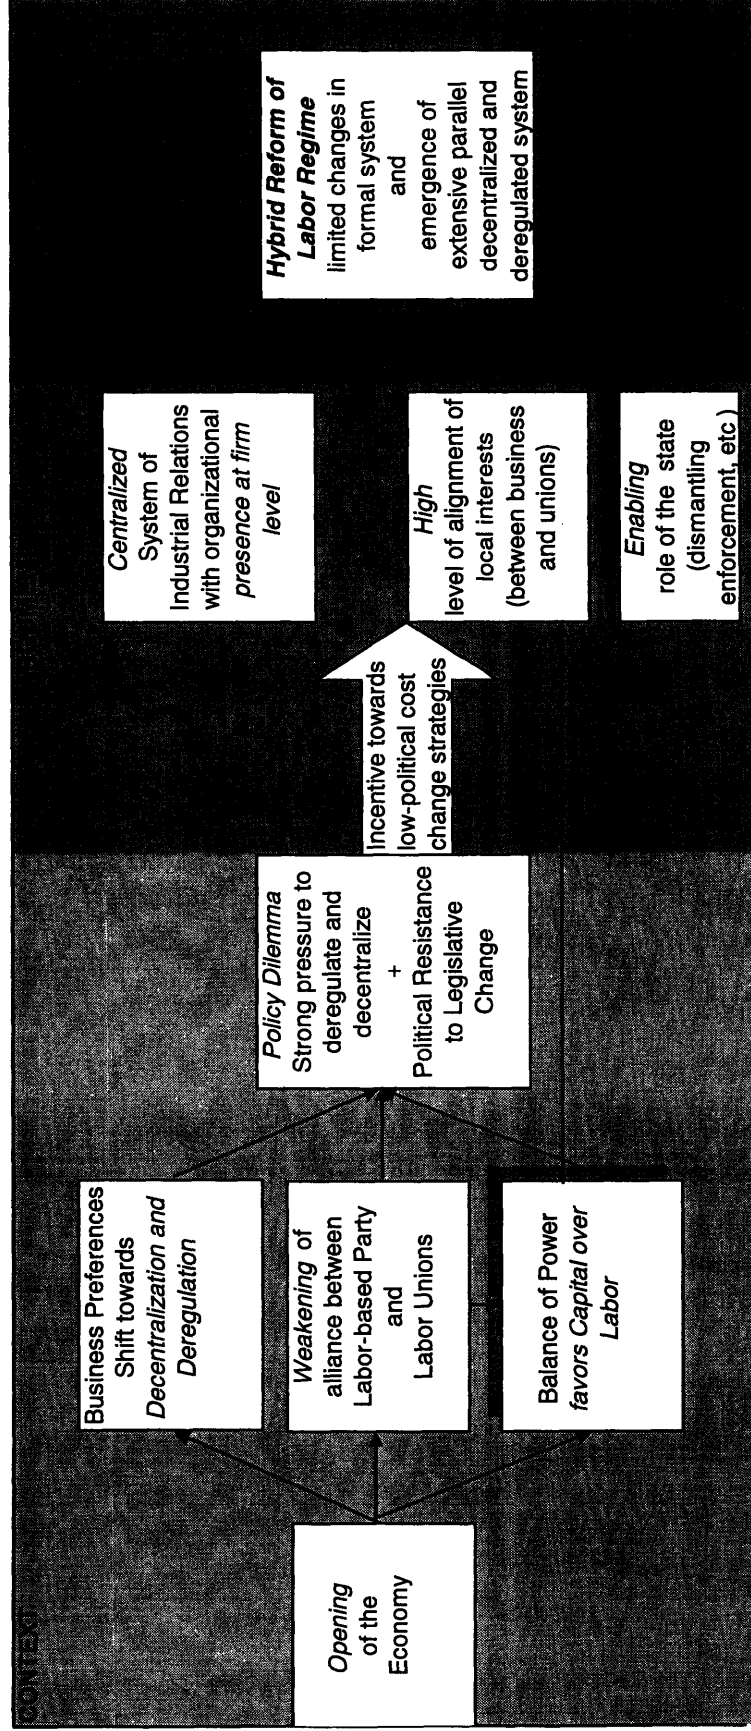 CONTEXT
Opening
of the
Economy
Business Preferences
Shift towards
Decentralization and
Deregulation
Weakening of
alliance between
Labor-based Party
and
Labor Unions
Balance of Power
favors Capital over
Labor
Policy Dilemma
Strong pressure to
deregulate and
decentralize
+
Political Resistance
to Legislative
Change
Incentive towards
low-political cost
change strategies
Centralized
System of
Industrial Relations
with organizational
presence at firm
level
High
level of alignment of
local interests
(between business
and unions)
Enabling
role of the state
(dismantling
enforcement, etc )
Hybrid Reform of
Labor Regime
limited changes in
formal system
and
emergence of
extensive parallel
decentralized and
deregulated system